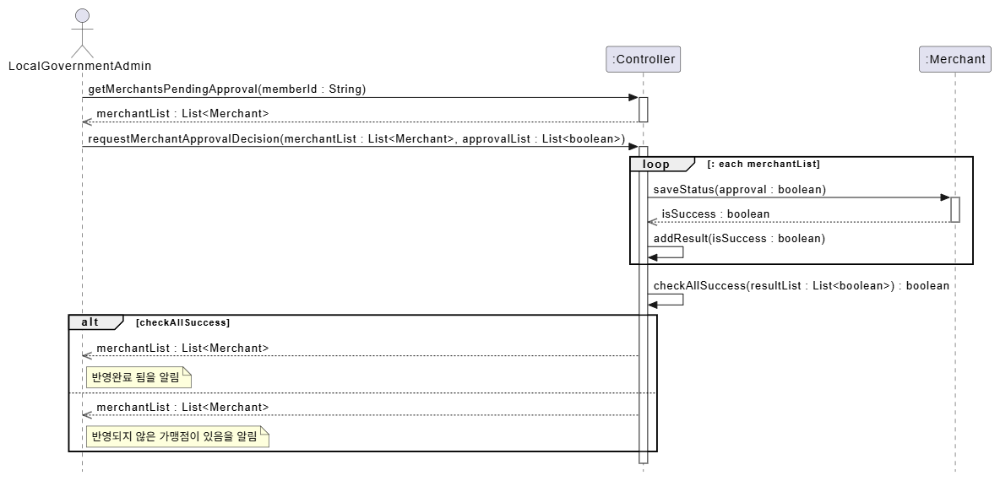 LocalGovernmentAdmin
:Controller
:Merchant
getMerchantsPendingApproval(memberId : String)
merchantList : List<Merchant>
requestMerchantApprovalDecision(merchantList : List<Merchant>, approvalList : List<boolean>)
loop [: each merchantList]
saveStatus(approval : boolean)
isSuccess : boolean
addResult(isSuccess : boolean)
checkAllSuccess(resultList : List<boolean>) : boolean
alt [checkAllSuccess]
merchantList : List<Merchant>
반영완료 됨을 알림
merchantList : List<Merchant>
반영되지 않은 가맹점이 있음을 알림